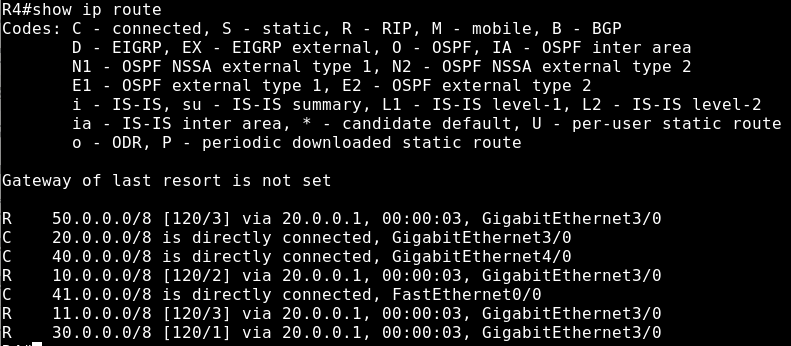 R4#show ip route
Codes: C - connected, S - static, R - RIP, M - mobile, B - BGP
       D - EIGRP, EX - EIGRP external, O - OSPF, IA - OSPF inter area
       N1 - OSPF NSSA external type 1, N2 - OSPF NSSA external type 2
       E1 - OSPF external type 1, E2 - OSPF external type 2
       i - IS-IS, su - IS-IS summary, L1 - IS-IS level-1, L2 - IS-IS level-2
       ia - IS-IS inter area, * - candidate default, U - per-user static route
       o - ODR, P - periodic downloaded static route
Gateway of last resort is not set
R    50.0.0.0/8 [120/3] via 20.0.0.1, 00:00:03, GigabitEthernet3/0
C    20.0.0.0/8 is directly connected, GigabitEthernet3/0
C    40.0.0.0/8 is directly connected, GigabitEthernet4/0
R    10.0.0.0/8 [120/2] via 20.0.0.1, 00:00:03, GigabitEthernet3/0
C    41.0.0.0/8 is directly connected, FastEthernet0/0
R    11.0.0.0/8 [120/3] via 20.0.0.1, 00:00:03, GigabitEthernet3/0
R    30.0.0.0/8 [120/1] via 20.0.0.1, 00:00:03, GigabitEthernet3/0
R4#